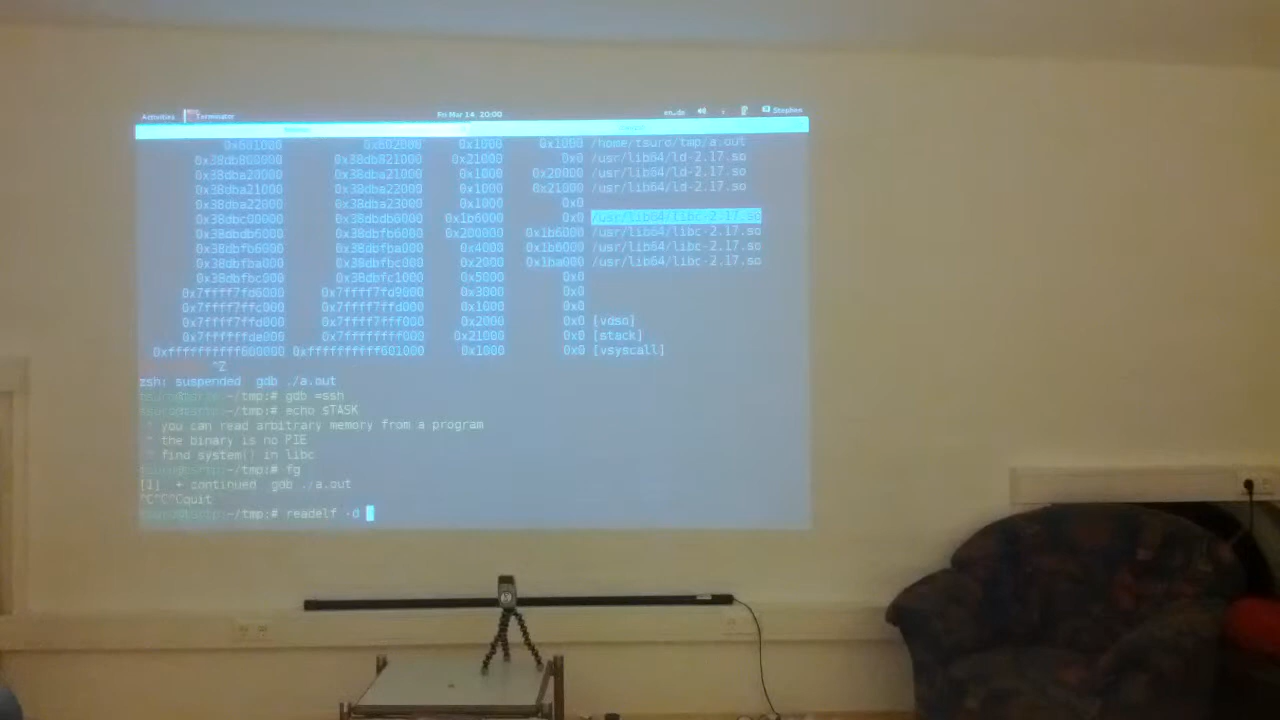 Activities Terminator Fri Mar 14, 20:00 en_de Stephen
0x601000 0x602000 0x1000 0x1000 /home/tsuro/tmp/a.out
0x38db800000 0x38db821000 0x21000 0x0 /usr/lib64/ld-2.17.so
0x38dba20000 0x38dba21000 0x1000 0x20000 /usr/lib64/ld-2.17.so
0x38dba21000 0x38dba22000 0x1000 0x21000 /usr/lib64/ld-2.17.so
0x38dba22000 0x38dba23000 0x1000 0x0
0x38dbc00000 0x38dbdb6000 0x1b6000 0x0 /usr/lib64/libc-2.17.so
0x38dbdb6000 0x38dbfb6000 0x200000 0x1b6000 /usr/lib64/libc-2.17.so
0x38dbfb6000 0x38dbfba000 0x4000 0x1b6000 /usr/lib64/libc-2.17.so
0x38dbfba000 0x38dbfbc000 0x2000 0x1ba000 /usr/lib64/libc-2.17.so
0x38dbfbc000 0x38dbfc1000 0x5000 0x0
0x7ffff7fd6000 0x7ffff7fd9000 0x3000 0x0
0x7ffff7ffc000 0x7ffff7ffd000 0x1000 0x0
0x7ffff7ffd000 0x7ffff7fff000 0x2000 0x0 [vdso]
0x7ffffffde000 0x7ffffffff000 0x21000 0x0 [stack]
0xffffffffff600000 0xffffffffff601000 0x1000 0x0 [vsyscall]
^Z
zsh: suspended gdb ./a.out
~/tmp:# gdb =ssh
~/tmp:# echo $TASK
* you can read arbitrary memory from a program
* the binary is no PIE
* find system() in libc
~/tmp:# fg
[1] + continued gdb ./a.out
^C^C^Cquit
~/tmp:# readelf -d